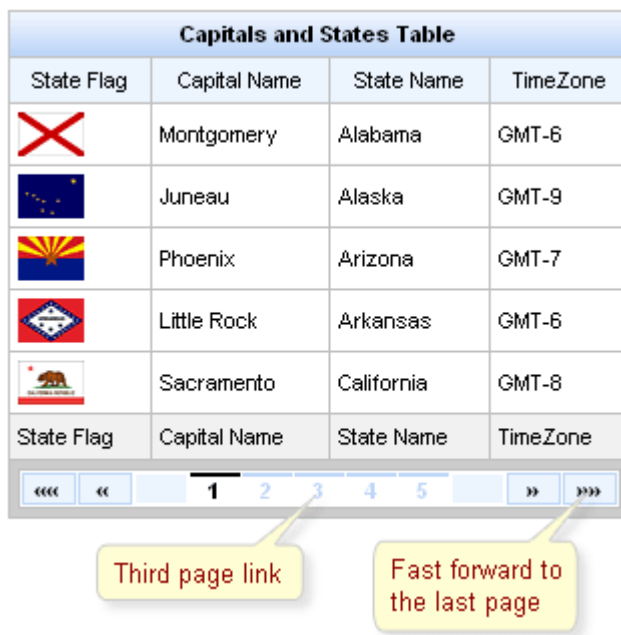 Capitals and States Table
State Flag Capital Name State Name TimeZone
Montgomery Alabama GMT-6
Juneau Alaska GMT-9
Phoenix Arizona GMT-7
Little Rock Arkansas GMT-6
Sacramento California GMT-8
State Flag Capital Name State Name TimeZone
«« « 1 2 3 4 5 » »»
Third page link
Fast forward to
the last page